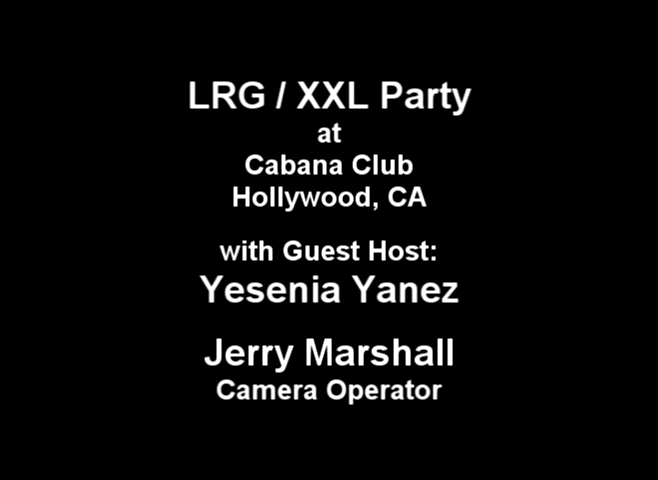 LRG / XXL Party
at
Cabana Club
Hollywood, CA
with Guest Host:
Yesenia Yanez
Jerry Marshall
Camera Operator